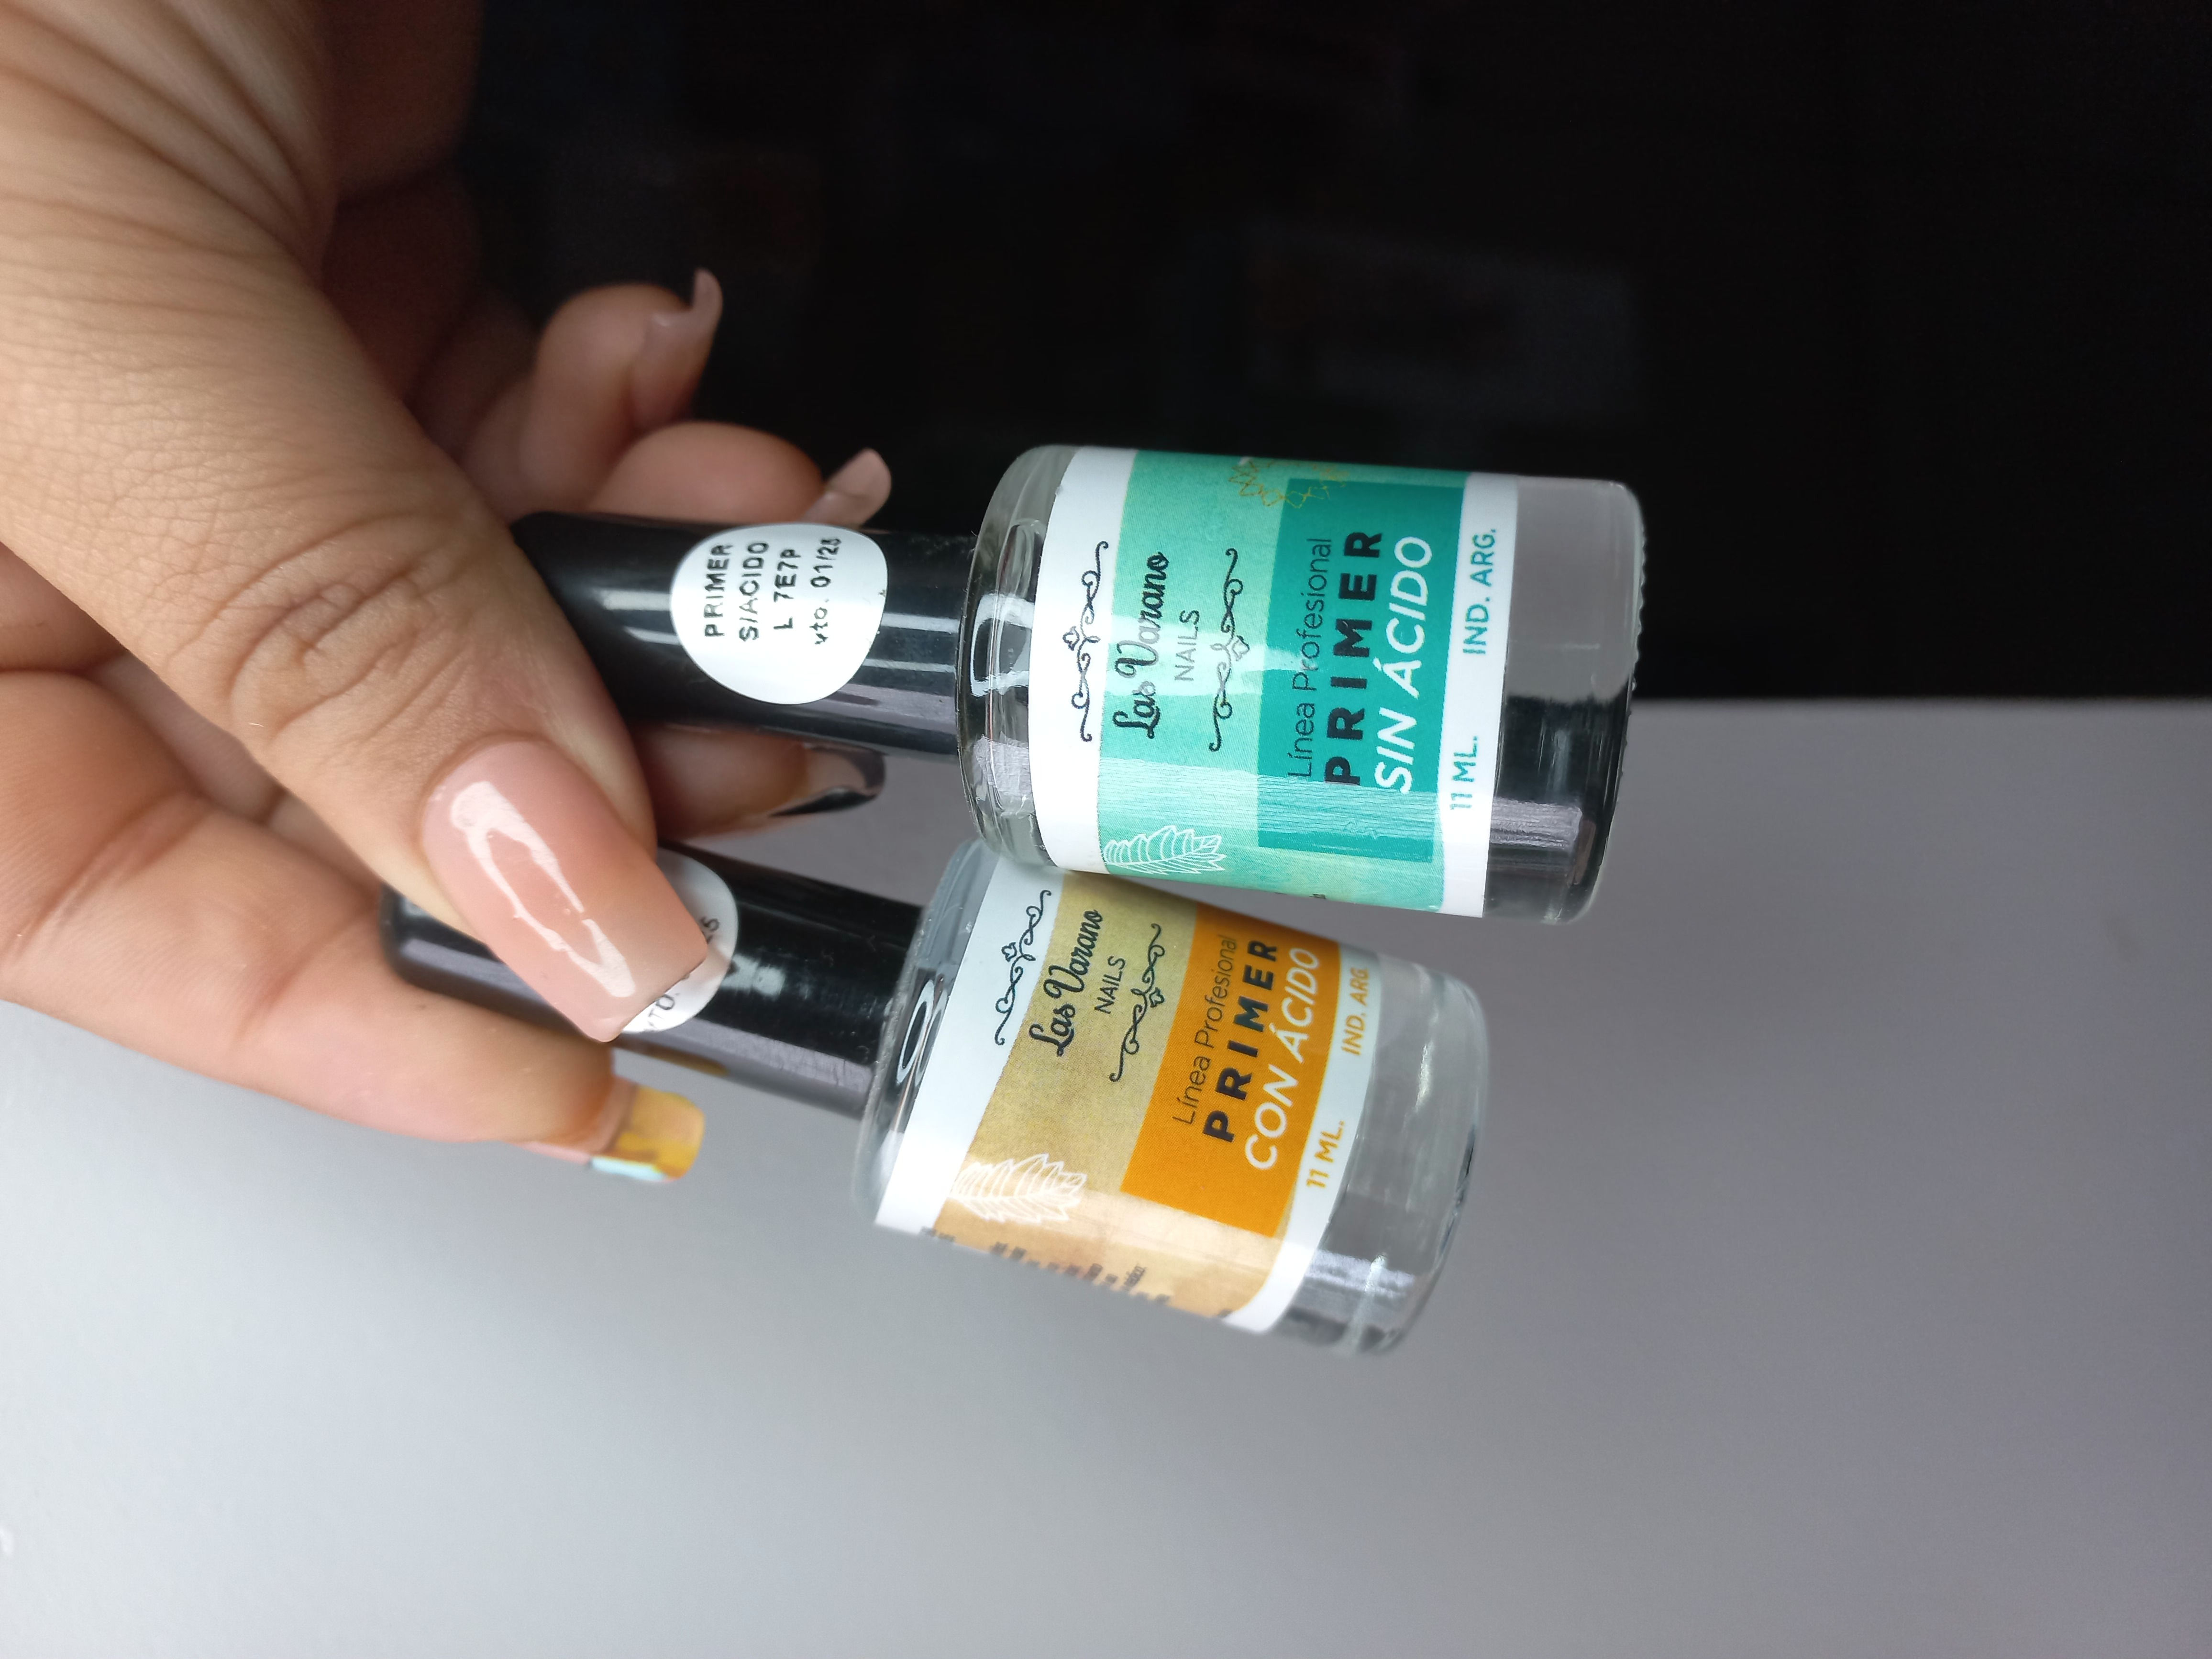 PRIMER
S/ACIDO
L 7E7P
vto. 01/28
Las Varano
NAILS
Línea Profesional
PRIMER
SIN ÁCIDO
11 ML. IND. ARG.
Las Varano
NAILS
Línea Profesional
PRIMER
CON ÁCIDO
11 ML. IND. ARG.